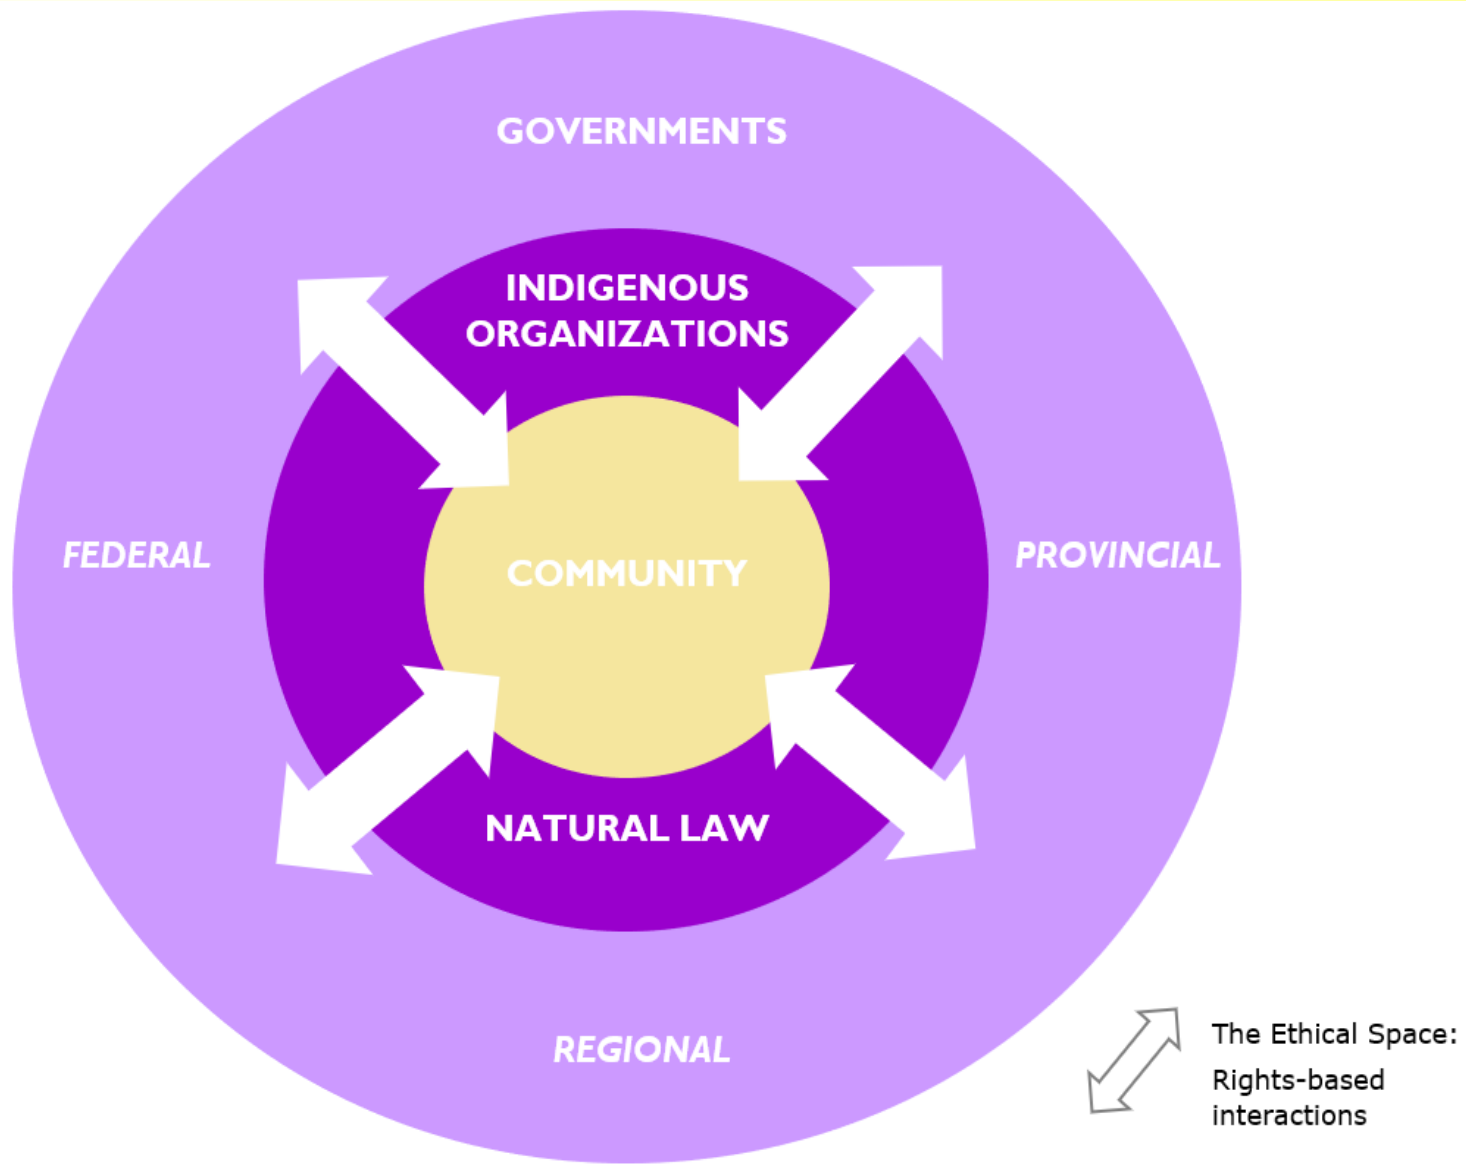 GOVERNMENTS
INDIGENOUS
ORGANIZATIONS
FEDERAL
COMMUNITY
PROVINCIAL
NATURAL LAW
REGIONAL
The Ethical Space:
Rights-based
interactions